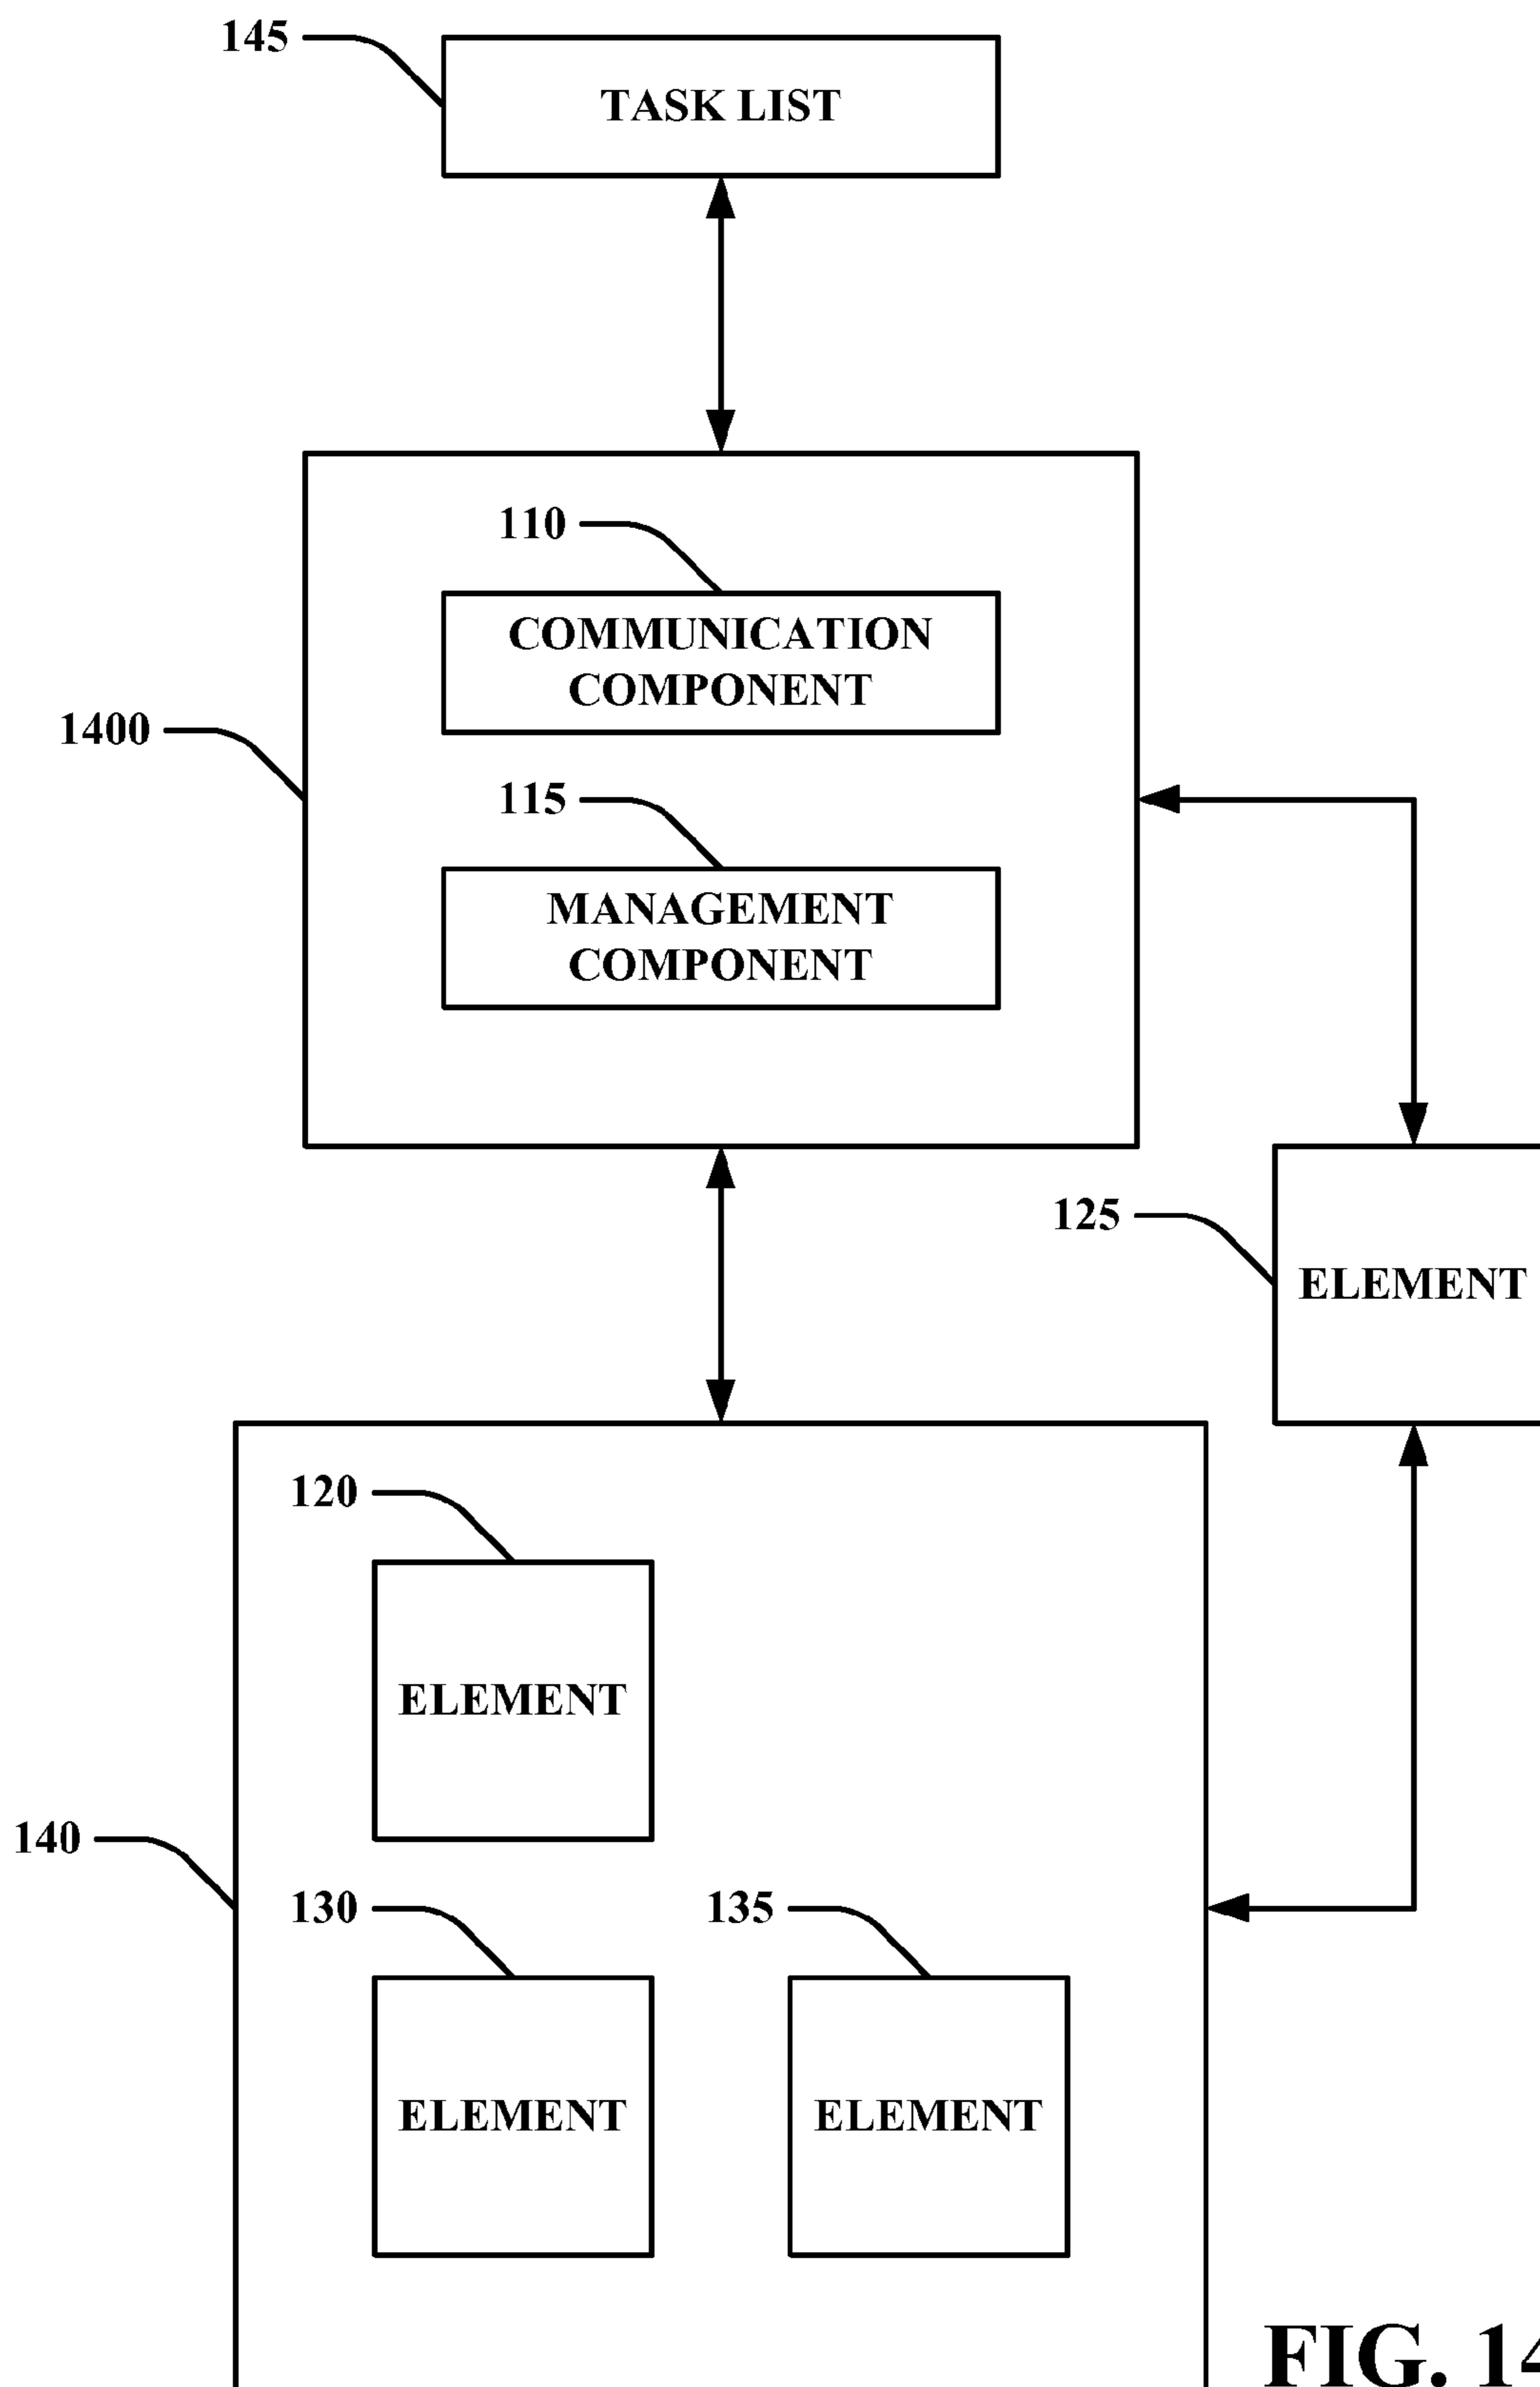 145
TASK LIST
110
COMMUNICATION
COMPONENT
1400
115
MANAGEMENT
COMPONENT
125
ELEMENT
120
ELEMENT
140
130
135
ELEMENT
ELEMENT
FIG. 14